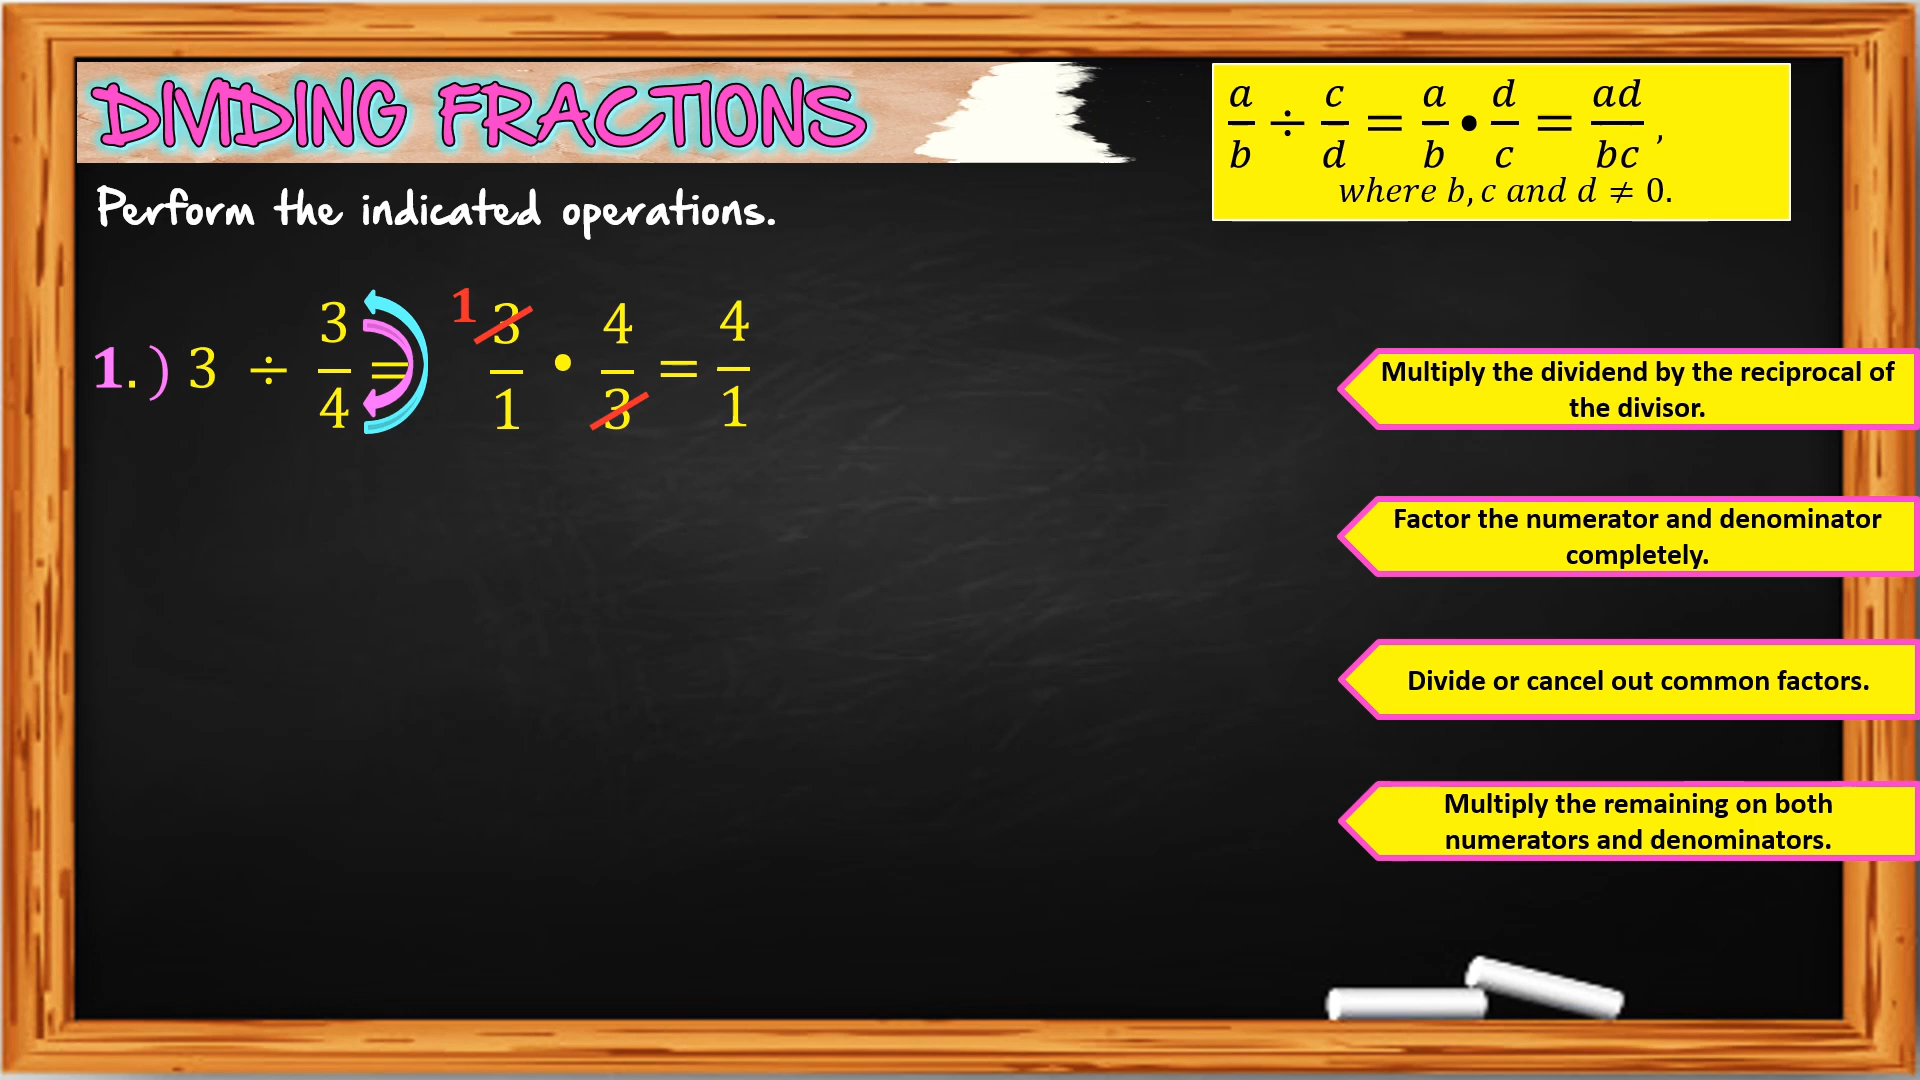 DIVIDING FRACTIONS
a/b ÷ c/d = a/b • d/c = ad/bc ,
where b, c and d ≠ 0.
Perform the indicated operations.
1.) 3 ÷ 3/4 = 1 3/1 • 4/3 = 4/1
Multiply the dividend by the reciprocal of
the divisor.
Factor the numerator and denominator
completely.
Divide or cancel out common factors.
Multiply the remaining on both
numerators and denominators.